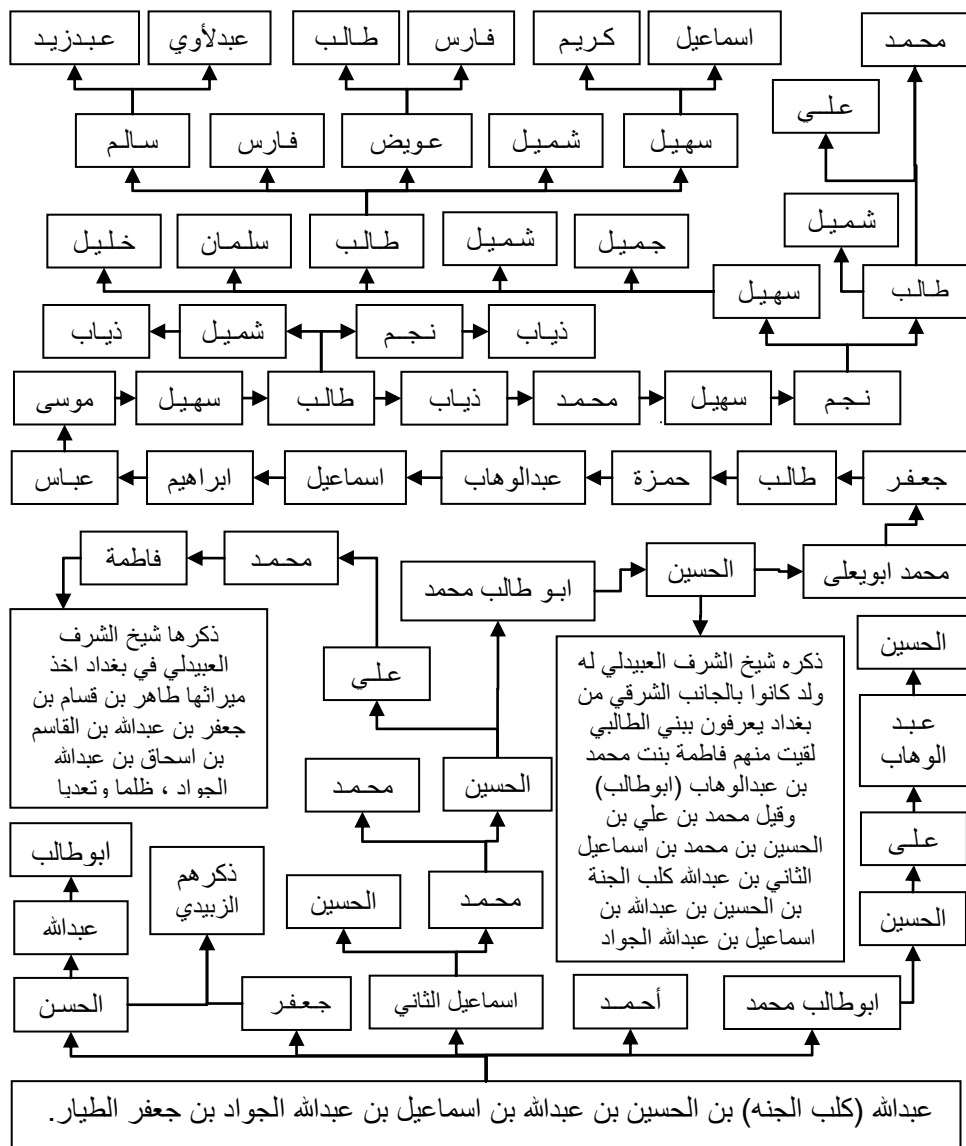 محمد
اسماعيل
كريم
فارس
طالب
عبدلأوي
عبدزيد
علي
سهيل
شميل
عويض
فارس
سالم
شميل
جميل
شميل
طالب
سلمان
خليل
طالب
سهيل
ذياب
نجم
شميل
ذياب
نجم
سهيل
محمد
ذياب
طالب
سهيل
موسى
جعفر
طالب
حمزة
عبدالوهاب
اسماعيل
ابراهيم
عباس
محمد ابويعلى
الحسين
ابو طالب محمد
محمد
فاطمة
ذكرها شيخ الشرف
العبيدلي في بغداد اخذ
ميراثها طاهر بن قسام بن
جعفر بن عبدالله بن القاسم
بن اسحاق بن عبدالله
الجواد ، ظلما وتعديا
علي
ذكره شيخ الشرف العبيدلي له
ولد كانوا بالجانب الشرقي من
بغداد يعرفون ببني الطالبي
لقيت منهم فاطمة بنت محمد
بن عبدالوهاب (ابوطالب)
وقيل محمد بن علي بن
الحسين بن محمد بن اسماعيل
الثاني بن عبدالله كلب الجنة
بن الحسين بن عبدالله بن
اسماعيل بن عبدالله الجواد
الحسين
عبد
الوهاب
على
الحسين
الحسين
محمد
محمد
الحسين
ذكرهم
الزبيدي
ابوطالب
عبدالله
ابوطالب محمد
أحمد
اسماعيل الثاني
جعفر
الحسن
عبدالله (كلب الجنه) بن الحسين بن عبدالله بن اسماعيل بن عبدالله الجواد بن جعفر الطيار.